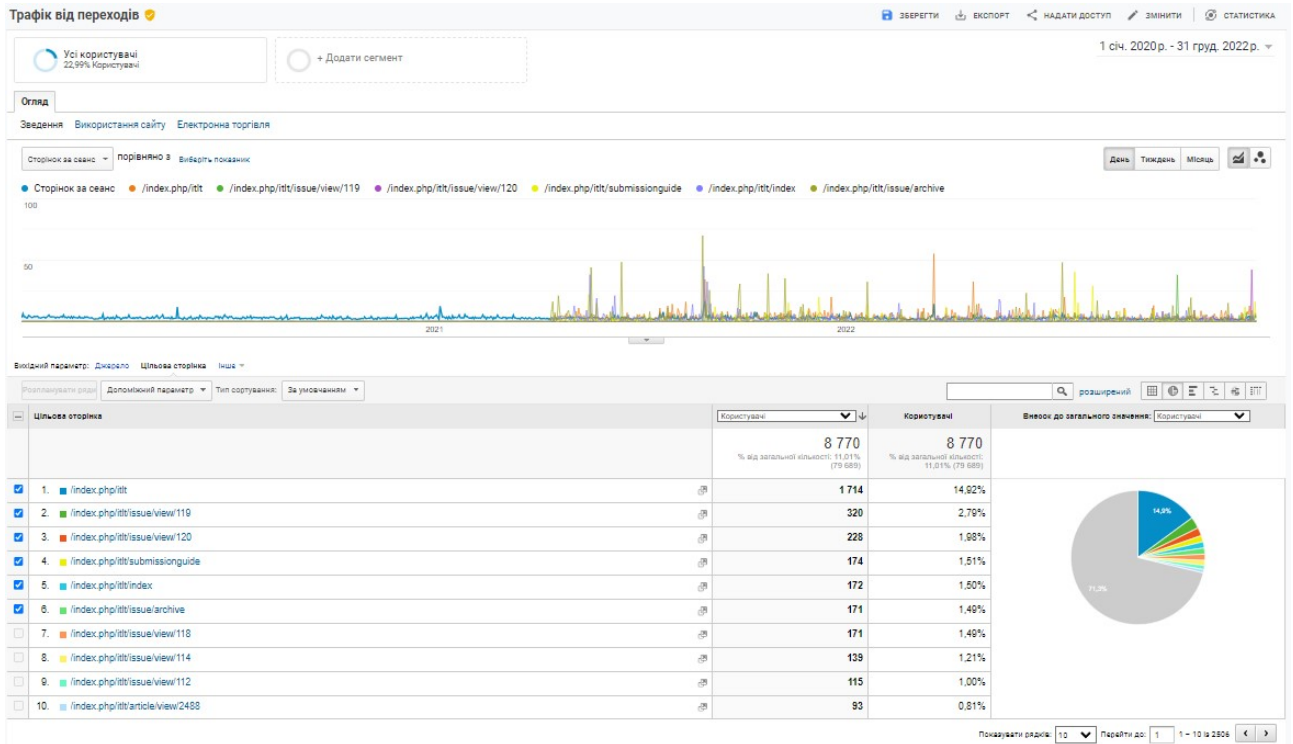 Трафік від переходів
ЗБЕРЕГТИ ЕКСПОРТ НАДАТИ ДОСТУП ЗМІНИТИ СТАТИСТИКА
Усі користувачі
22,99% Користувачі
+ Додати сегмент
1 січ. 2020 р. - 31 груд. 2022 р.
Огляд
Зведення Використання сайту Електронна торгівля
Сторінок за сеанс порівняно з Виберіть показник
День Тиждень Місяць
Сторінок за сеанс /index.php/itlt /index.php/itlt/issue/view/119 /index.php/itlt/issue/view/120 /index.php/itlt/submissionguide /index.php/itlt/index /index.php/itlt/issue/archive
100
50
2021 2022
Вихідний параметр: Джерело Цільова сторінка Інше
Розпланувати рядки Допоміжний параметр Тип сортування: За умовчанням
розширений
Цільова сторінка Користувачі Користувачі Внесок до загального значення: Користувачі
8 770 8 770
% від загальної кількості: 11,01% (79 689) % від загальної кількості: 11,01% (79 689)
1. /index.php/itlt 1 714 14,92%
2. /index.php/itlt/issue/view/119 320 2,79%
3. /index.php/itlt/issue/view/120 228 1,98%
4. /index.php/itlt/submissionguide 174 1,51%
5. /index.php/itlt/index 172 1,50%
6. /index.php/itlt/issue/archive 171 1,49%
7. /index.php/itlt/issue/view/118 171 1,49%
8. /index.php/itlt/issue/view/114 139 1,21%
9. /index.php/itlt/issue/view/112 115 1,00%
10. /index.php/itlt/article/view/2488 93 0,81%
14,9%
71,3%
Показувати рядків: 10 Перейти до: 1 1 – 10 із 2506